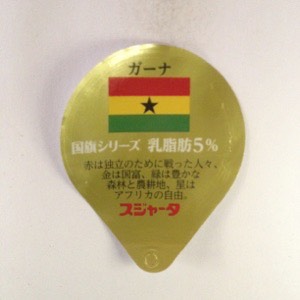 ガーナ
国旗シリーズ 乳脂肪5%
赤は独立のために戦った人々、
金は国富、緑は豊かな
森林と農耕地、星は
アフリカの自由。
スジャータ